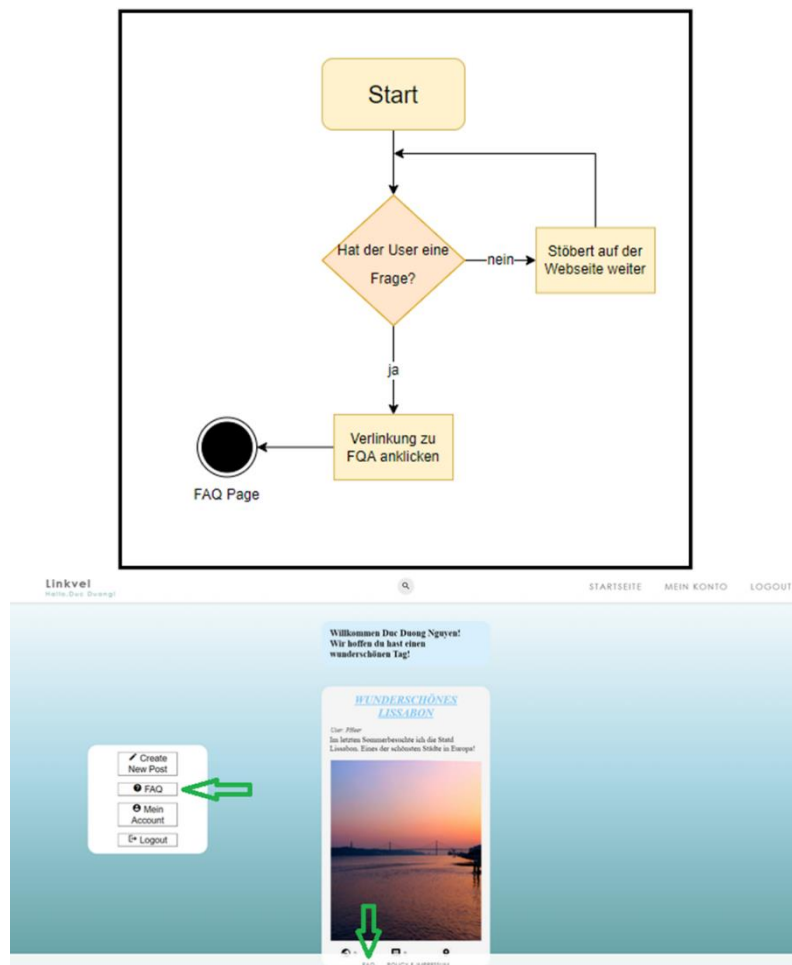 Start
Hat der User eine
Frage?
nein
Stöbert auf der
Webseite weiter
ja
Verlinkung zu
FQA anklicken
FAQ Page
Linkvel
Hello, Duc Duong!
STARTSEITE MEIN KONTO LOGOUT
Willkommen Duc Duong Nguyen!
Wir hoffen du hast einen
wunderschönen Tag!
WUNDERSCHÖNES
LISSABON
User:
Im letzten Sommer besuchte ich die Statd
Lissabon. Eines der schönsten Städte in Europa!
Create
New Post
FAQ
Mein
Account
Logout
FAQ